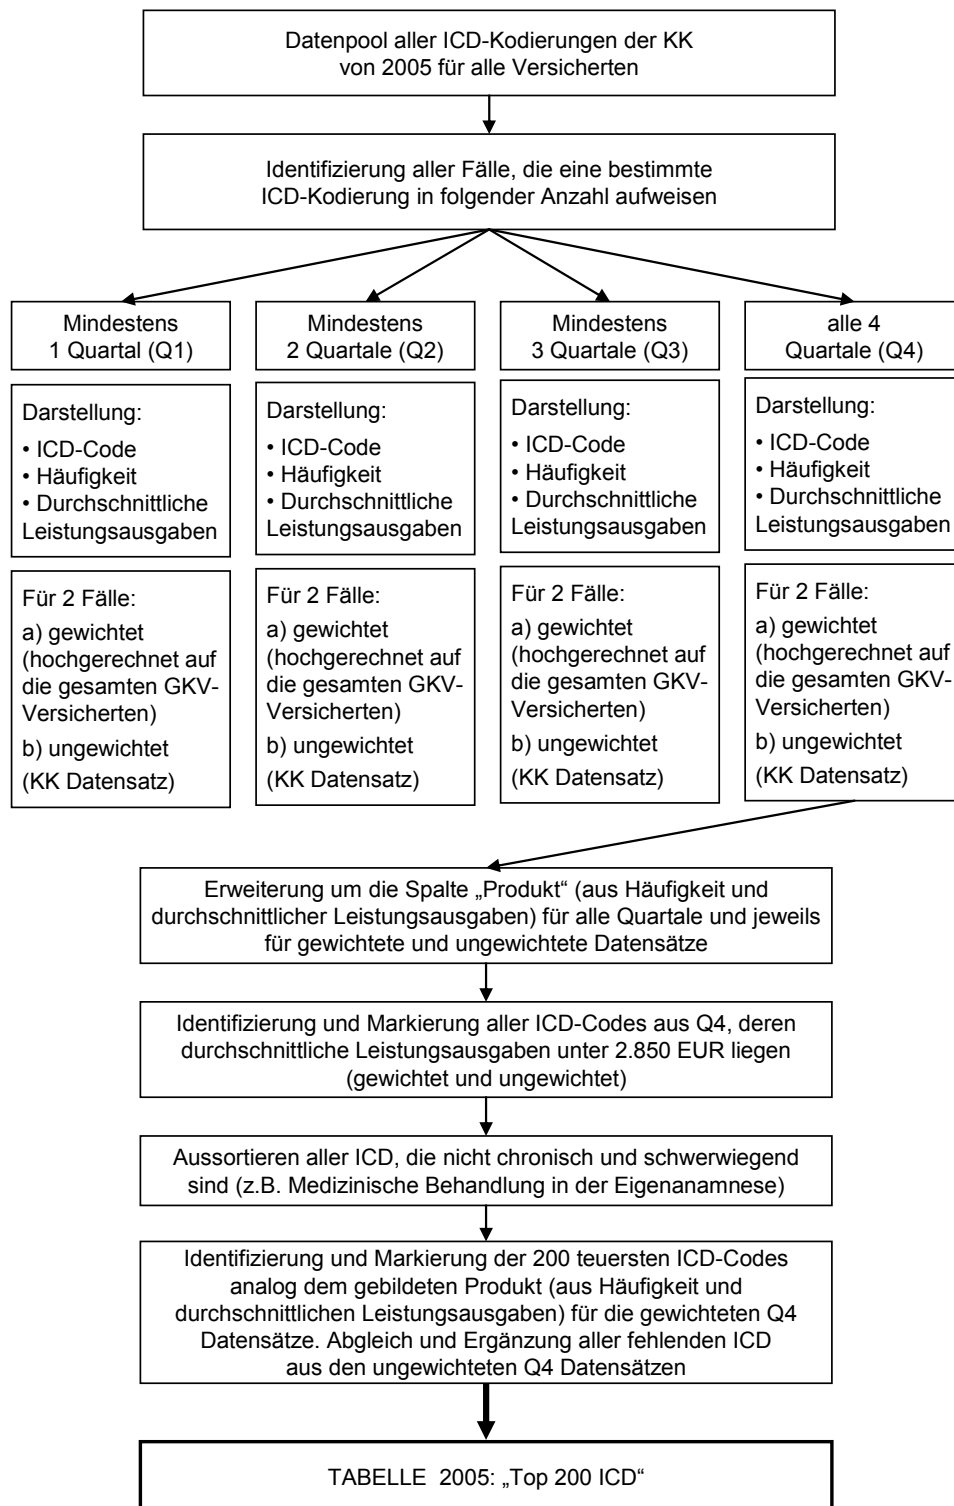 Datenpool aller ICD-Kodierungen der KK
von 2005 für alle Versicherten
Identifizierung aller Fälle, die eine bestimmte
ICD-Kodierung in folgender Anzahl aufweisen
Mindestens
1 Quartal (Q1)
Mindestens
2 Quartale (Q2)
Mindestens
3 Quartale (Q3)
alle 4
Quartale (Q4)
Darstellung:
• ICD-Code
• Häufigkeit
• Durchschnittliche
Leistungsausgaben
Darstellung:
• ICD-Code
• Häufigkeit
• Durchschnittliche
Leistungsausgaben
Darstellung:
• ICD-Code
• Häufigkeit
• Durchschnittliche
Leistungsausgaben
Darstellung:
• ICD-Code
• Häufigkeit
• Durchschnittliche
Leistungsausgaben
Für 2 Fälle:
a) gewichtet
(hochgerechnet auf
die gesamten GKV-
Versicherten)
b) ungewichtet
(KK Datensatz)
Für 2 Fälle:
a) gewichtet
(hochgerechnet auf
die gesamten GKV-
Versicherten)
b) ungewichtet
(KK Datensatz)
Für 2 Fälle:
a) gewichtet
(hochgerechnet auf
die gesamten GKV-
Versicherten)
b) ungewichtet
(KK Datensatz)
Für 2 Fälle:
a) gewichtet
(hochgerechnet auf
die gesamten GKV-
Versicherten)
b) ungewichtet
(KK Datensatz)
Erweiterung um die Spalte „Produkt“ (aus Häufigkeit und
durchschnittlicher Leistungsausgaben) für alle Quartale und jeweils
für gewichtete und ungewichtete Datensätze
Identifizierung und Markierung aller ICD-Codes aus Q4, deren
durchschnittliche Leistungsausgaben unter 2.850 EUR liegen
(gewichtet und ungewichtet)
Aussortieren aller ICD, die nicht chronisch und schwerwiegend
sind (z.B. Medizinische Behandlung in der Eigenanamnese)
Identifizierung und Markierung der 200 teuersten ICD-Codes
analog dem gebildeten Produkt (aus Häufigkeit und
durchschnittlichen Leistungsausgaben) für die gewichteten Q4
Datensätze. Abgleich und Ergänzung aller fehlenden ICD
aus den ungewichteten Q4 Datensätzen
TABELLE 2005: „Top 200 ICD“